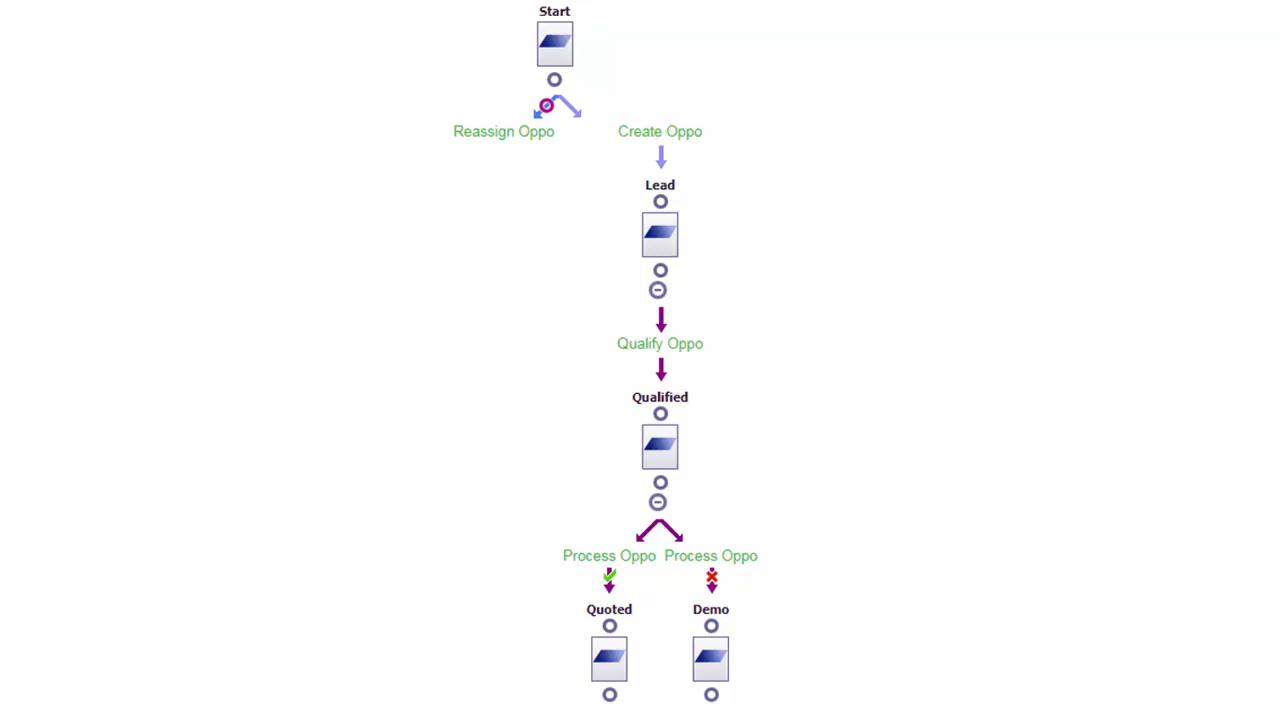 Start
Reassign Oppo
Create Oppo
Lead
Qualify Oppo
Qualified
Process Oppo
Process Oppo
Quoted
Demo